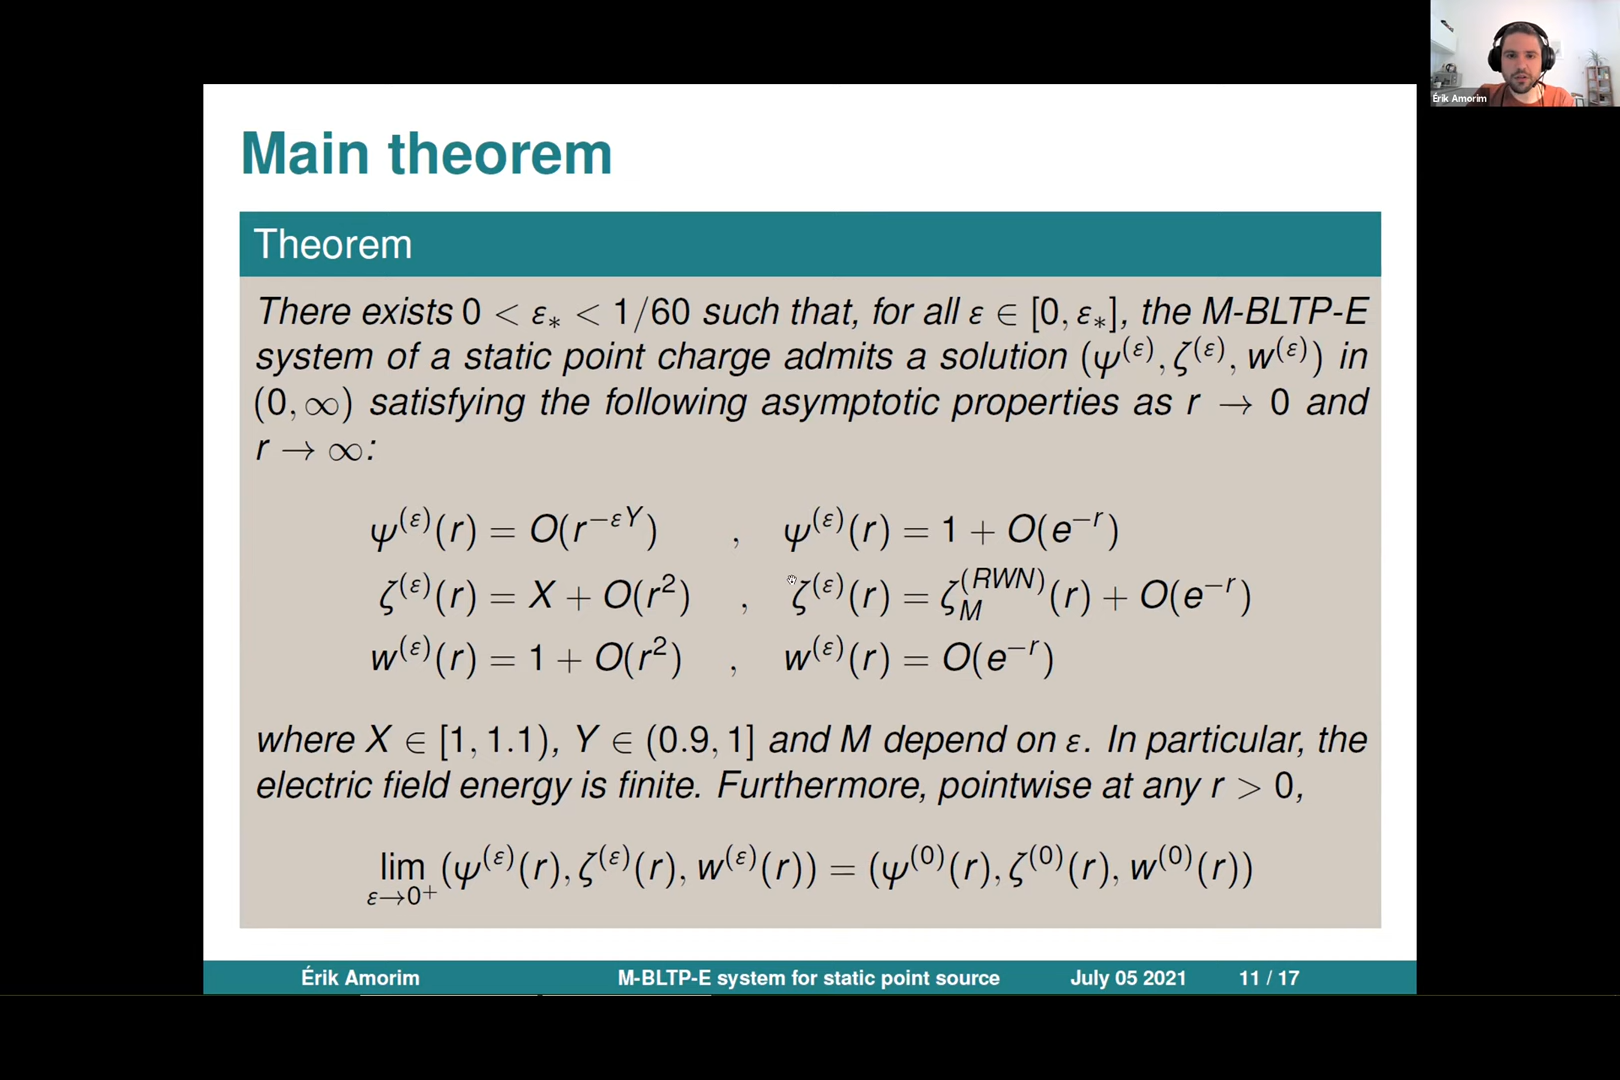 Érik Amorim
Main theorem
Theorem
There exists 0 < ε∗ < 1/60 such that, for all ε ∈ [0, ε∗], the M-BLTP-E
system of a static point charge admits a solution (ψ^(ε), ζ^(ε), w^(ε)) in
(0, ∞) satisfying the following asymptotic properties as r → 0 and
r → ∞:
ψ^(ε)(r) = O(r^−εY) , ψ^(ε)(r) = 1 + O(e^−r)
ζ^(ε)(r) = X + O(r²) , ζ^(ε)(r) = ζ_M^(RWN)(r) + O(e^−r)
w^(ε)(r) = 1 + O(r²) , w^(ε)(r) = O(e^−r)
where X ∈ [1, 1.1), Y ∈ (0.9, 1] and M depend on ε. In particular, the
electric field energy is finite. Furthermore, pointwise at any r > 0,
lim_{ε→0⁺} (ψ^(ε)(r), ζ^(ε)(r), w^(ε)(r)) = (ψ^(0)(r), ζ^(0)(r), w^(0)(r))
Érik Amorim M-BLTP-E system for static point source July 05 2021 11 / 17